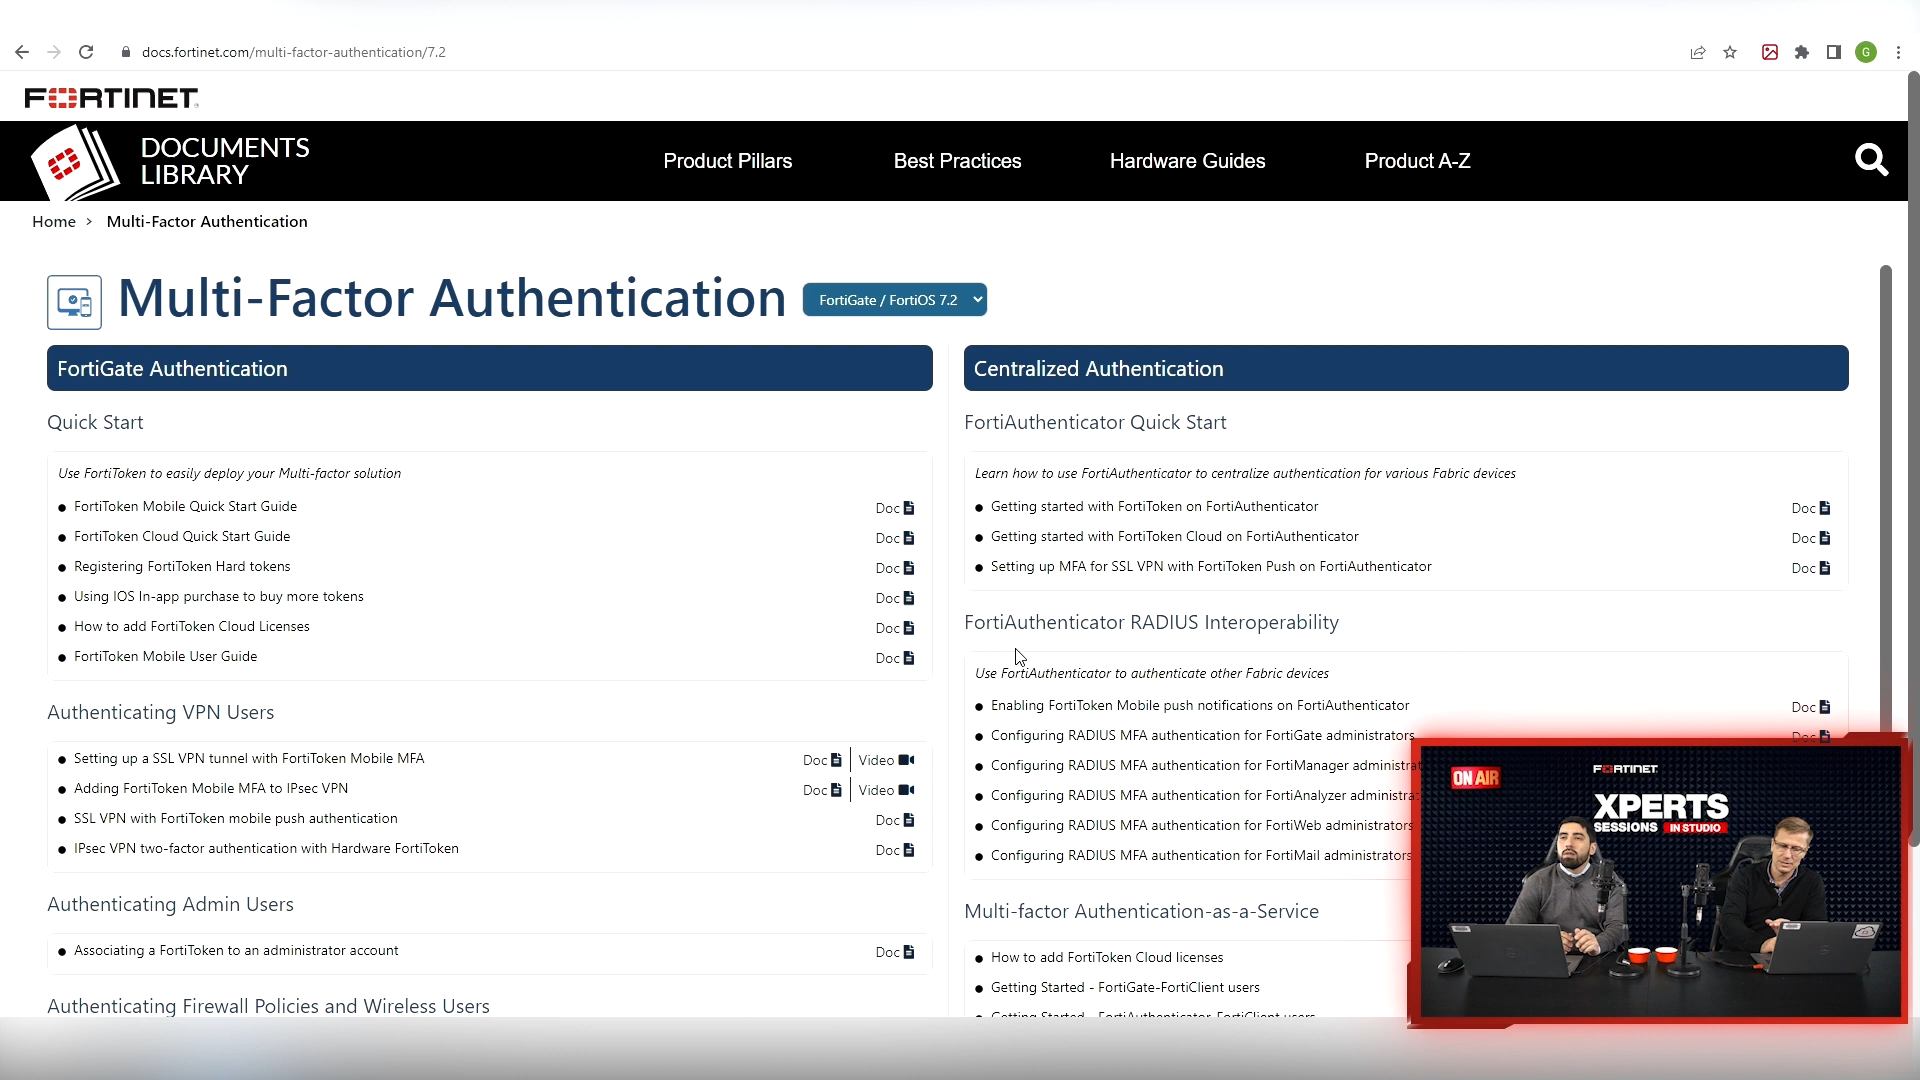 docs.fortinet.com/multi-factor-authentication/7.2
G
FORTINET
DOCUMENTS
LIBRARY
Product Pillars
Best Practices
Hardware Guides
Product A-Z
Home > Multi-Factor Authentication
Multi-Factor Authentication
FortiGate / FortiOS 7.2
FortiGate Authentication
Quick Start
Use FortiToken to easily deploy your Multi-factor solution
FortiToken Mobile Quick Start Guide Doc
FortiToken Cloud Quick Start Guide Doc
Registering FortiToken Hard tokens Doc
Using IOS In-app purchase to buy more tokens Doc
How to add FortiToken Cloud Licenses Doc
FortiToken Mobile User Guide Doc
Authenticating VPN Users
Setting up a SSL VPN tunnel with FortiToken Mobile MFA Doc | Video
Adding FortiToken Mobile MFA to IPsec VPN Doc | Video
SSL VPN with FortiToken mobile push authentication Doc
IPsec VPN two-factor authentication with Hardware FortiToken Doc
Authenticating Admin Users
Associating a FortiToken to an administrator account Doc
Authenticating Firewall Policies and Wireless Users
Centralized Authentication
FortiAuthenticator Quick Start
Learn how to use FortiAuthenticator to centralize authentication for various Fabric devices
Getting started with FortiToken on FortiAuthenticator Doc
Getting started with FortiToken Cloud on FortiAuthenticator Doc
Setting up MFA for SSL VPN with FortiToken Push on FortiAuthenticator Doc
FortiAuthenticator RADIUS Interoperability
Use FortiAuthenticator to authenticate other Fabric devices
Enabling FortiToken Mobile push notifications on FortiAuthenticator Doc
Configuring RADIUS MFA authentication for FortiGate administrators Doc
Configuring RADIUS MFA authentication for FortiManager administrat
Configuring RADIUS MFA authentication for FortiAnalyzer administra
Configuring RADIUS MFA authentication for FortiWeb administrators
Configuring RADIUS MFA authentication for FortiMail administrators
Multi-factor Authentication-as-a-Service
How to add FortiToken Cloud licenses
Getting Started - FortiGate-FortiClient users
Getting Started - FortiAuthenticator-FortiClient users
ON AIR
FORTINET
XPERTS
SESSIONS IN STUDIO